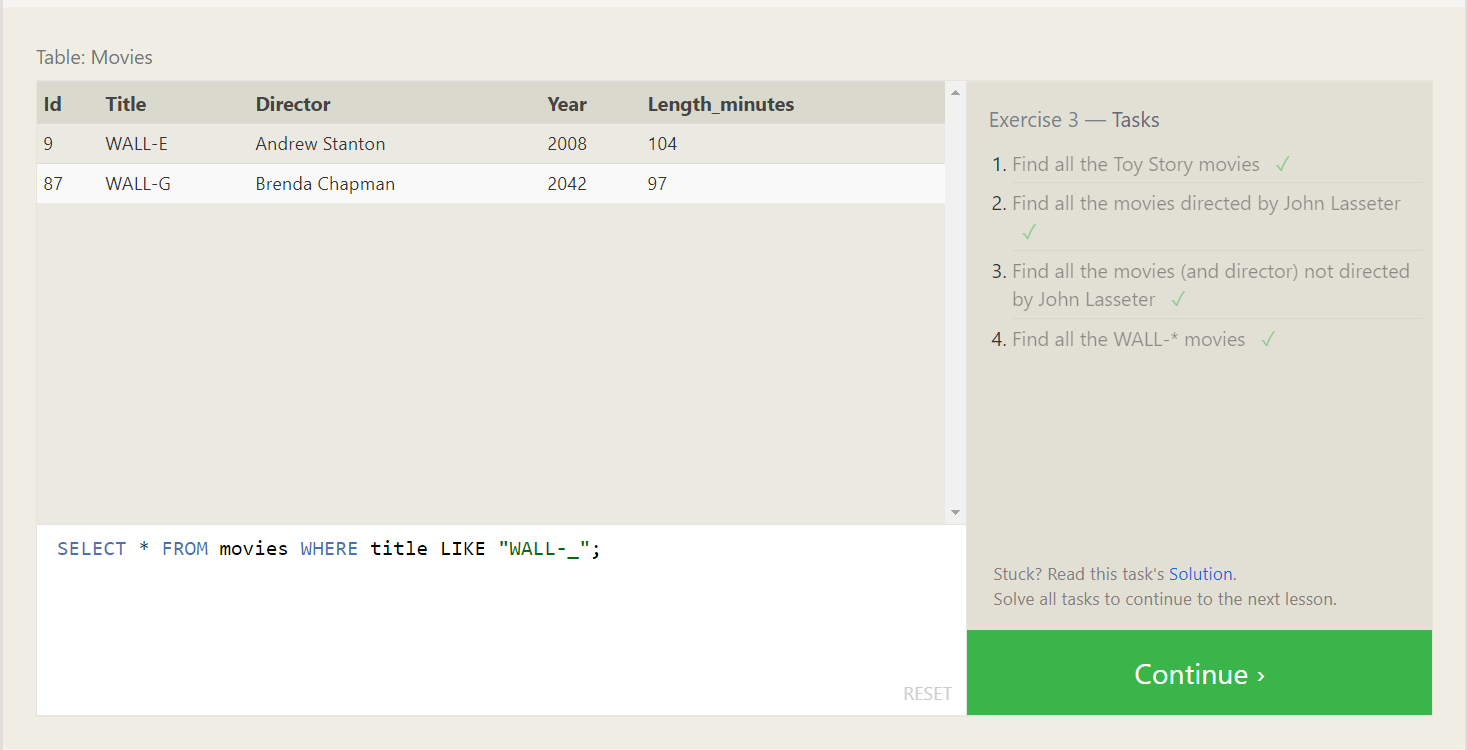 Table: Movies
Id Title Director Year Length_minutes
9 WALL-E Andrew Stanton 2008 104
87 WALL-G Brenda Chapman 2042 97
SELECT * FROM movies WHERE title LIKE "WALL-_";
RESET
Exercise 3 — Tasks
1. Find all the Toy Story movies ✓
2. Find all the movies directed by John Lasseter
✓
3. Find all the movies (and director) not directed
by John Lasseter ✓
4. Find all the WALL-* movies ✓
Stuck? Read this task's Solution.
Solve all tasks to continue to the next lesson.
Continue ›